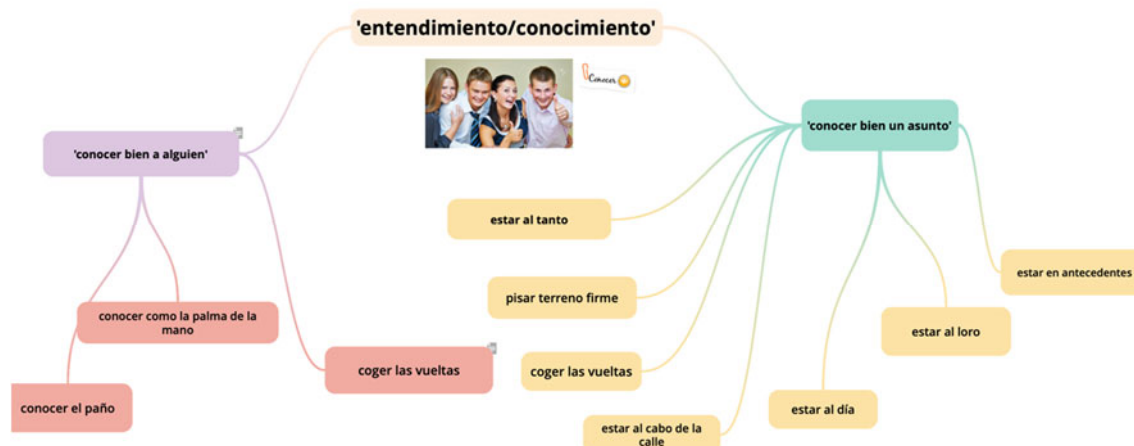 'entendimiento/conocimiento'
Conocer
'conocer bien a alguien'
conocer como la palma de la
mano
conocer el paño
coger las vueltas
'conocer bien un asunto'
estar al tanto
pisar terreno firme
coger las vueltas
estar al cabo de la
calle
estar al día
estar al loro
estar en antecedentes